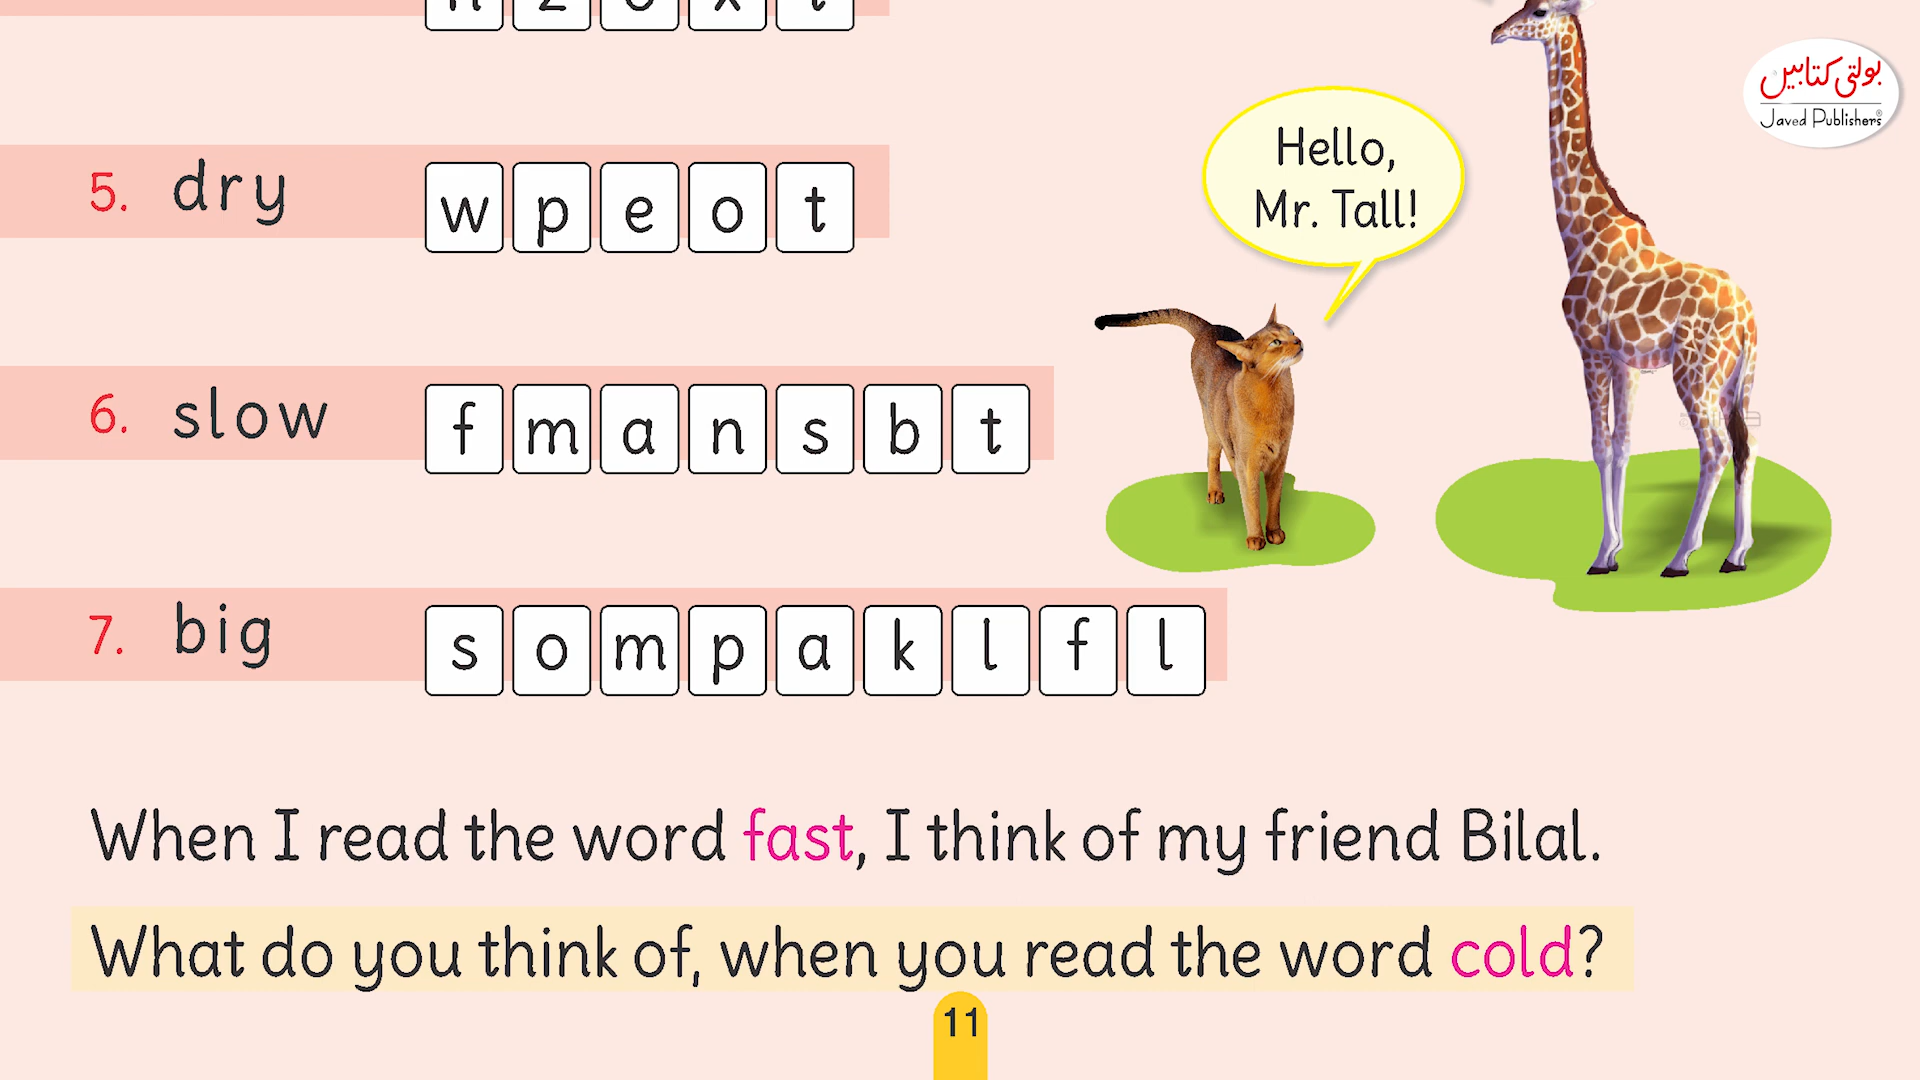 بولتی کتابیں
Javed Publishers®
Hello,
Mr. Tall!
5. dry w p e o t
6. slow f m a n s b t
7. big s o m p a k l f l
When I read the word fast, I think of my friend Bilal.
What do you think of, when you read the word cold?
11